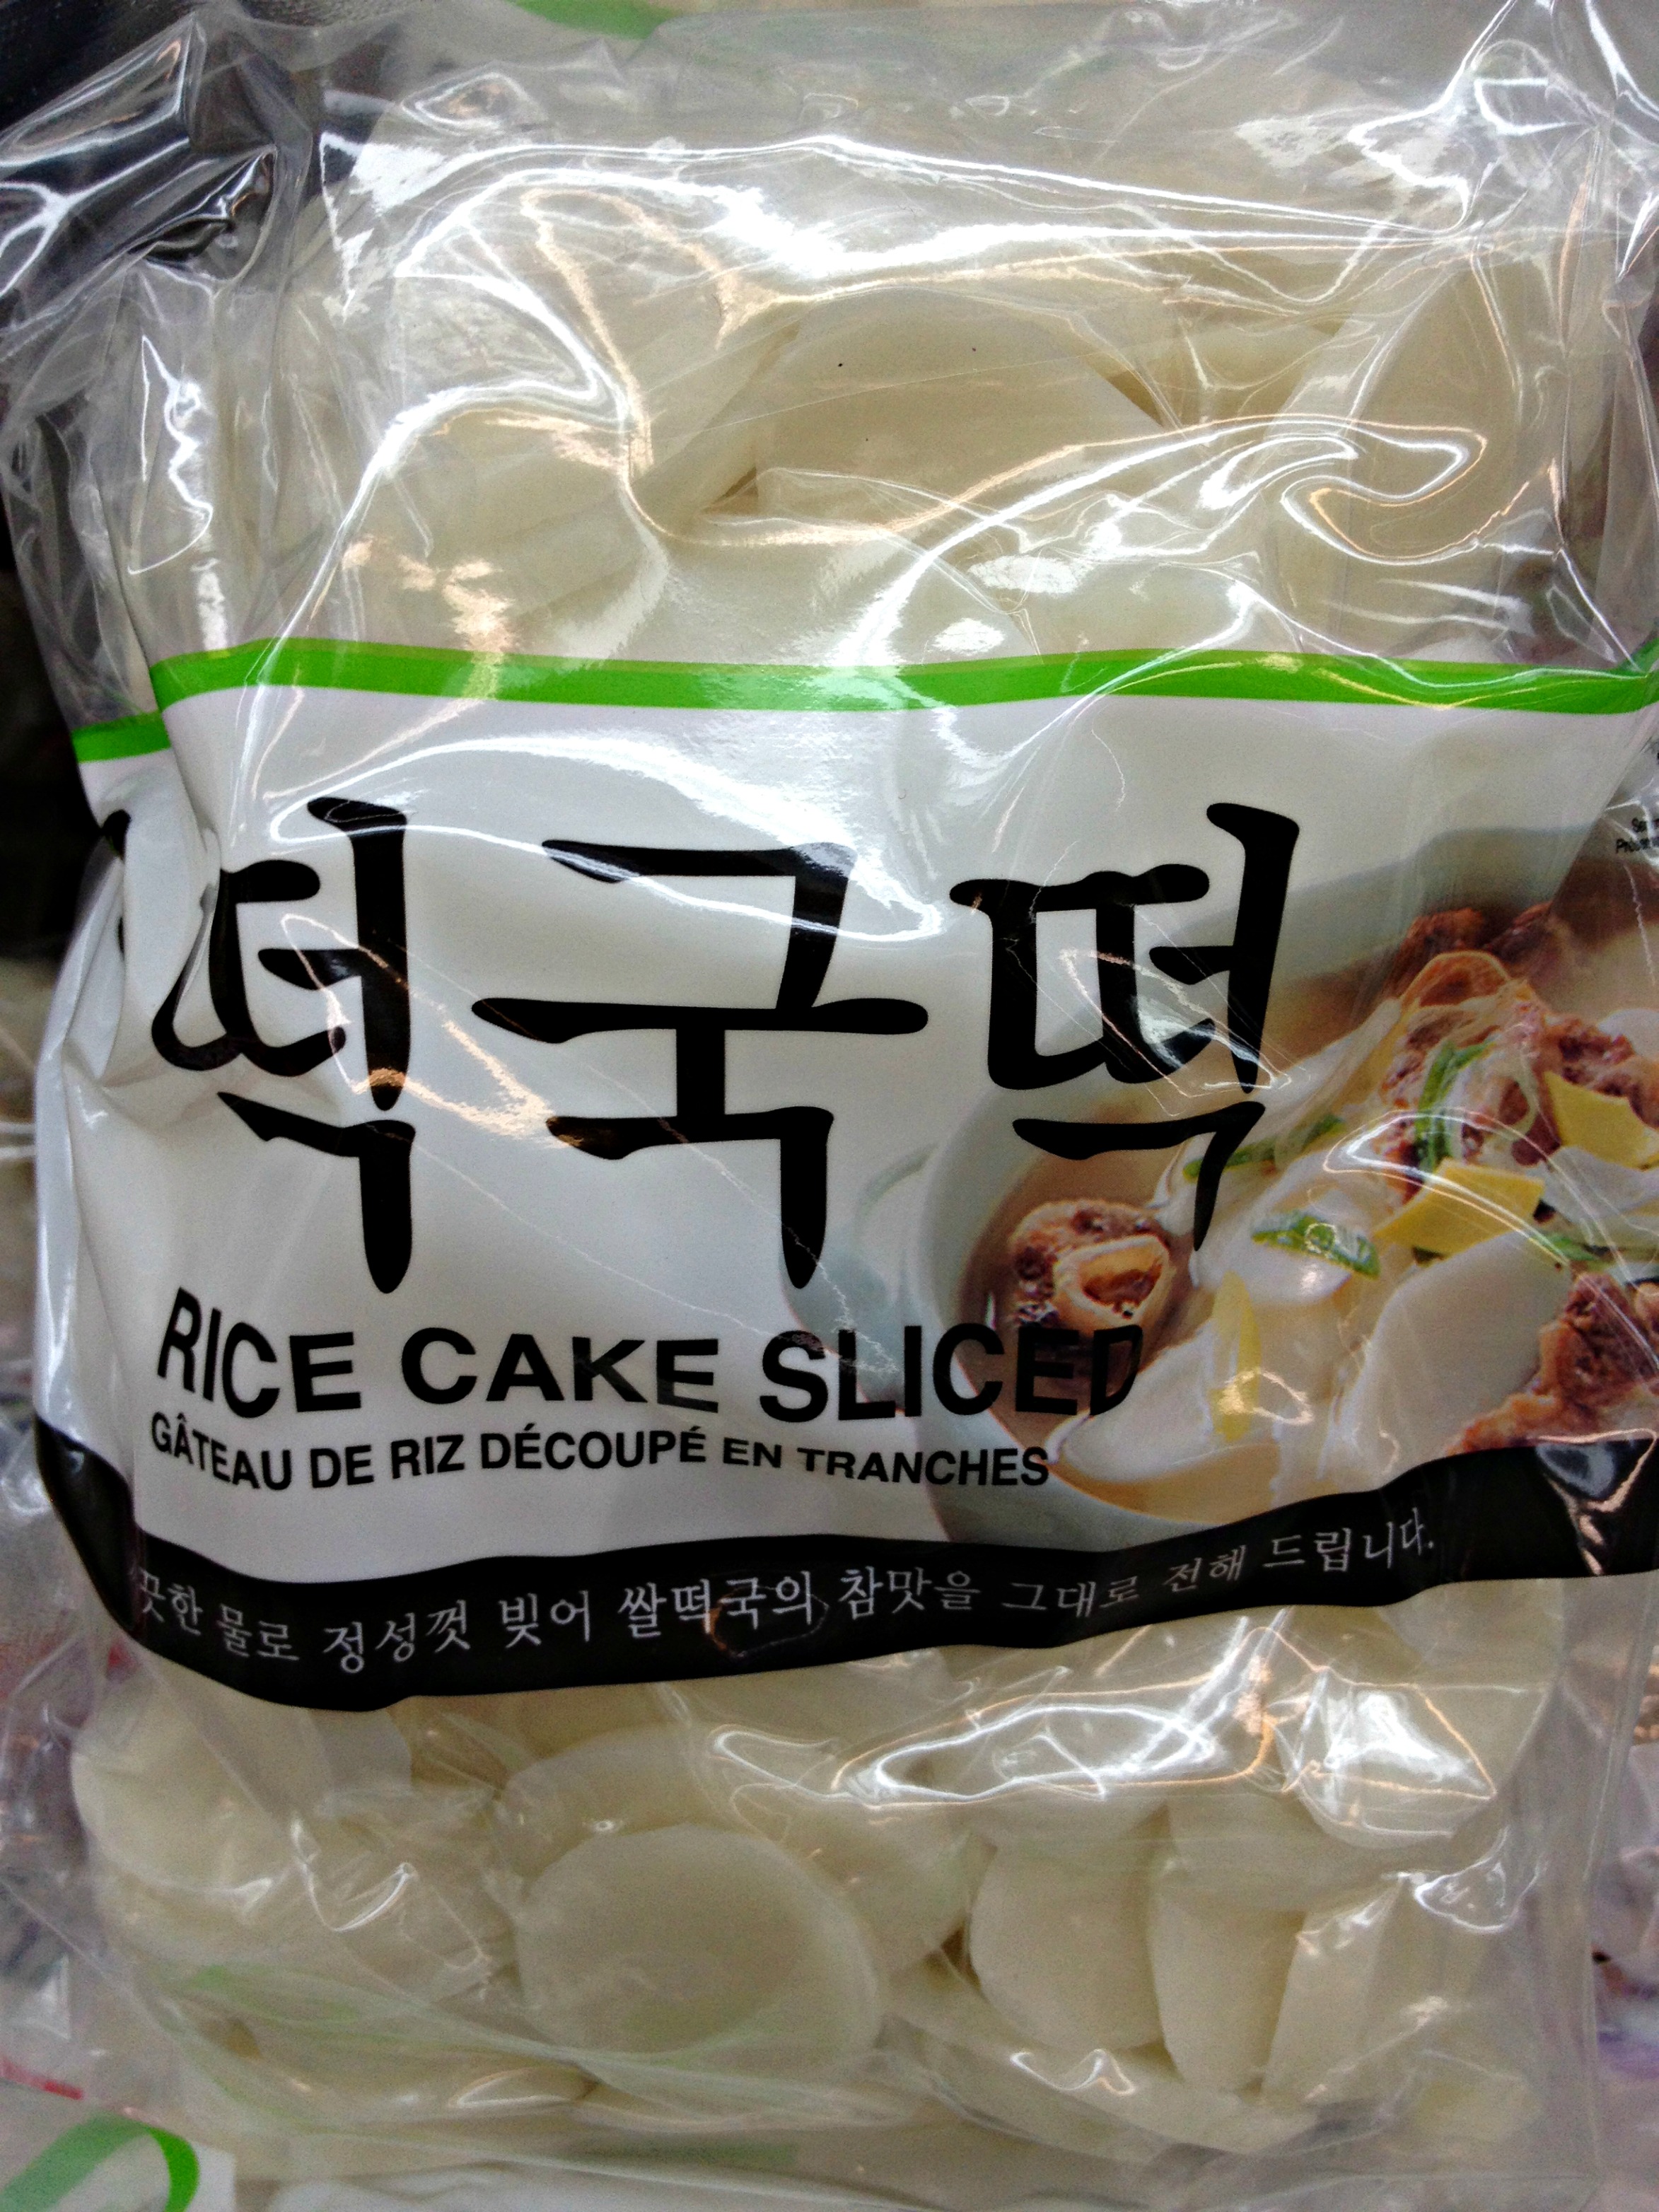 떡국떡
RICE CAKE SLICED
GÂTEAU DE RIZ DÉCOUPÉ EN TRANCHES
물로 정성껏 빚어 쌀떡국의 참맛을 그대로 전해 드립니다.